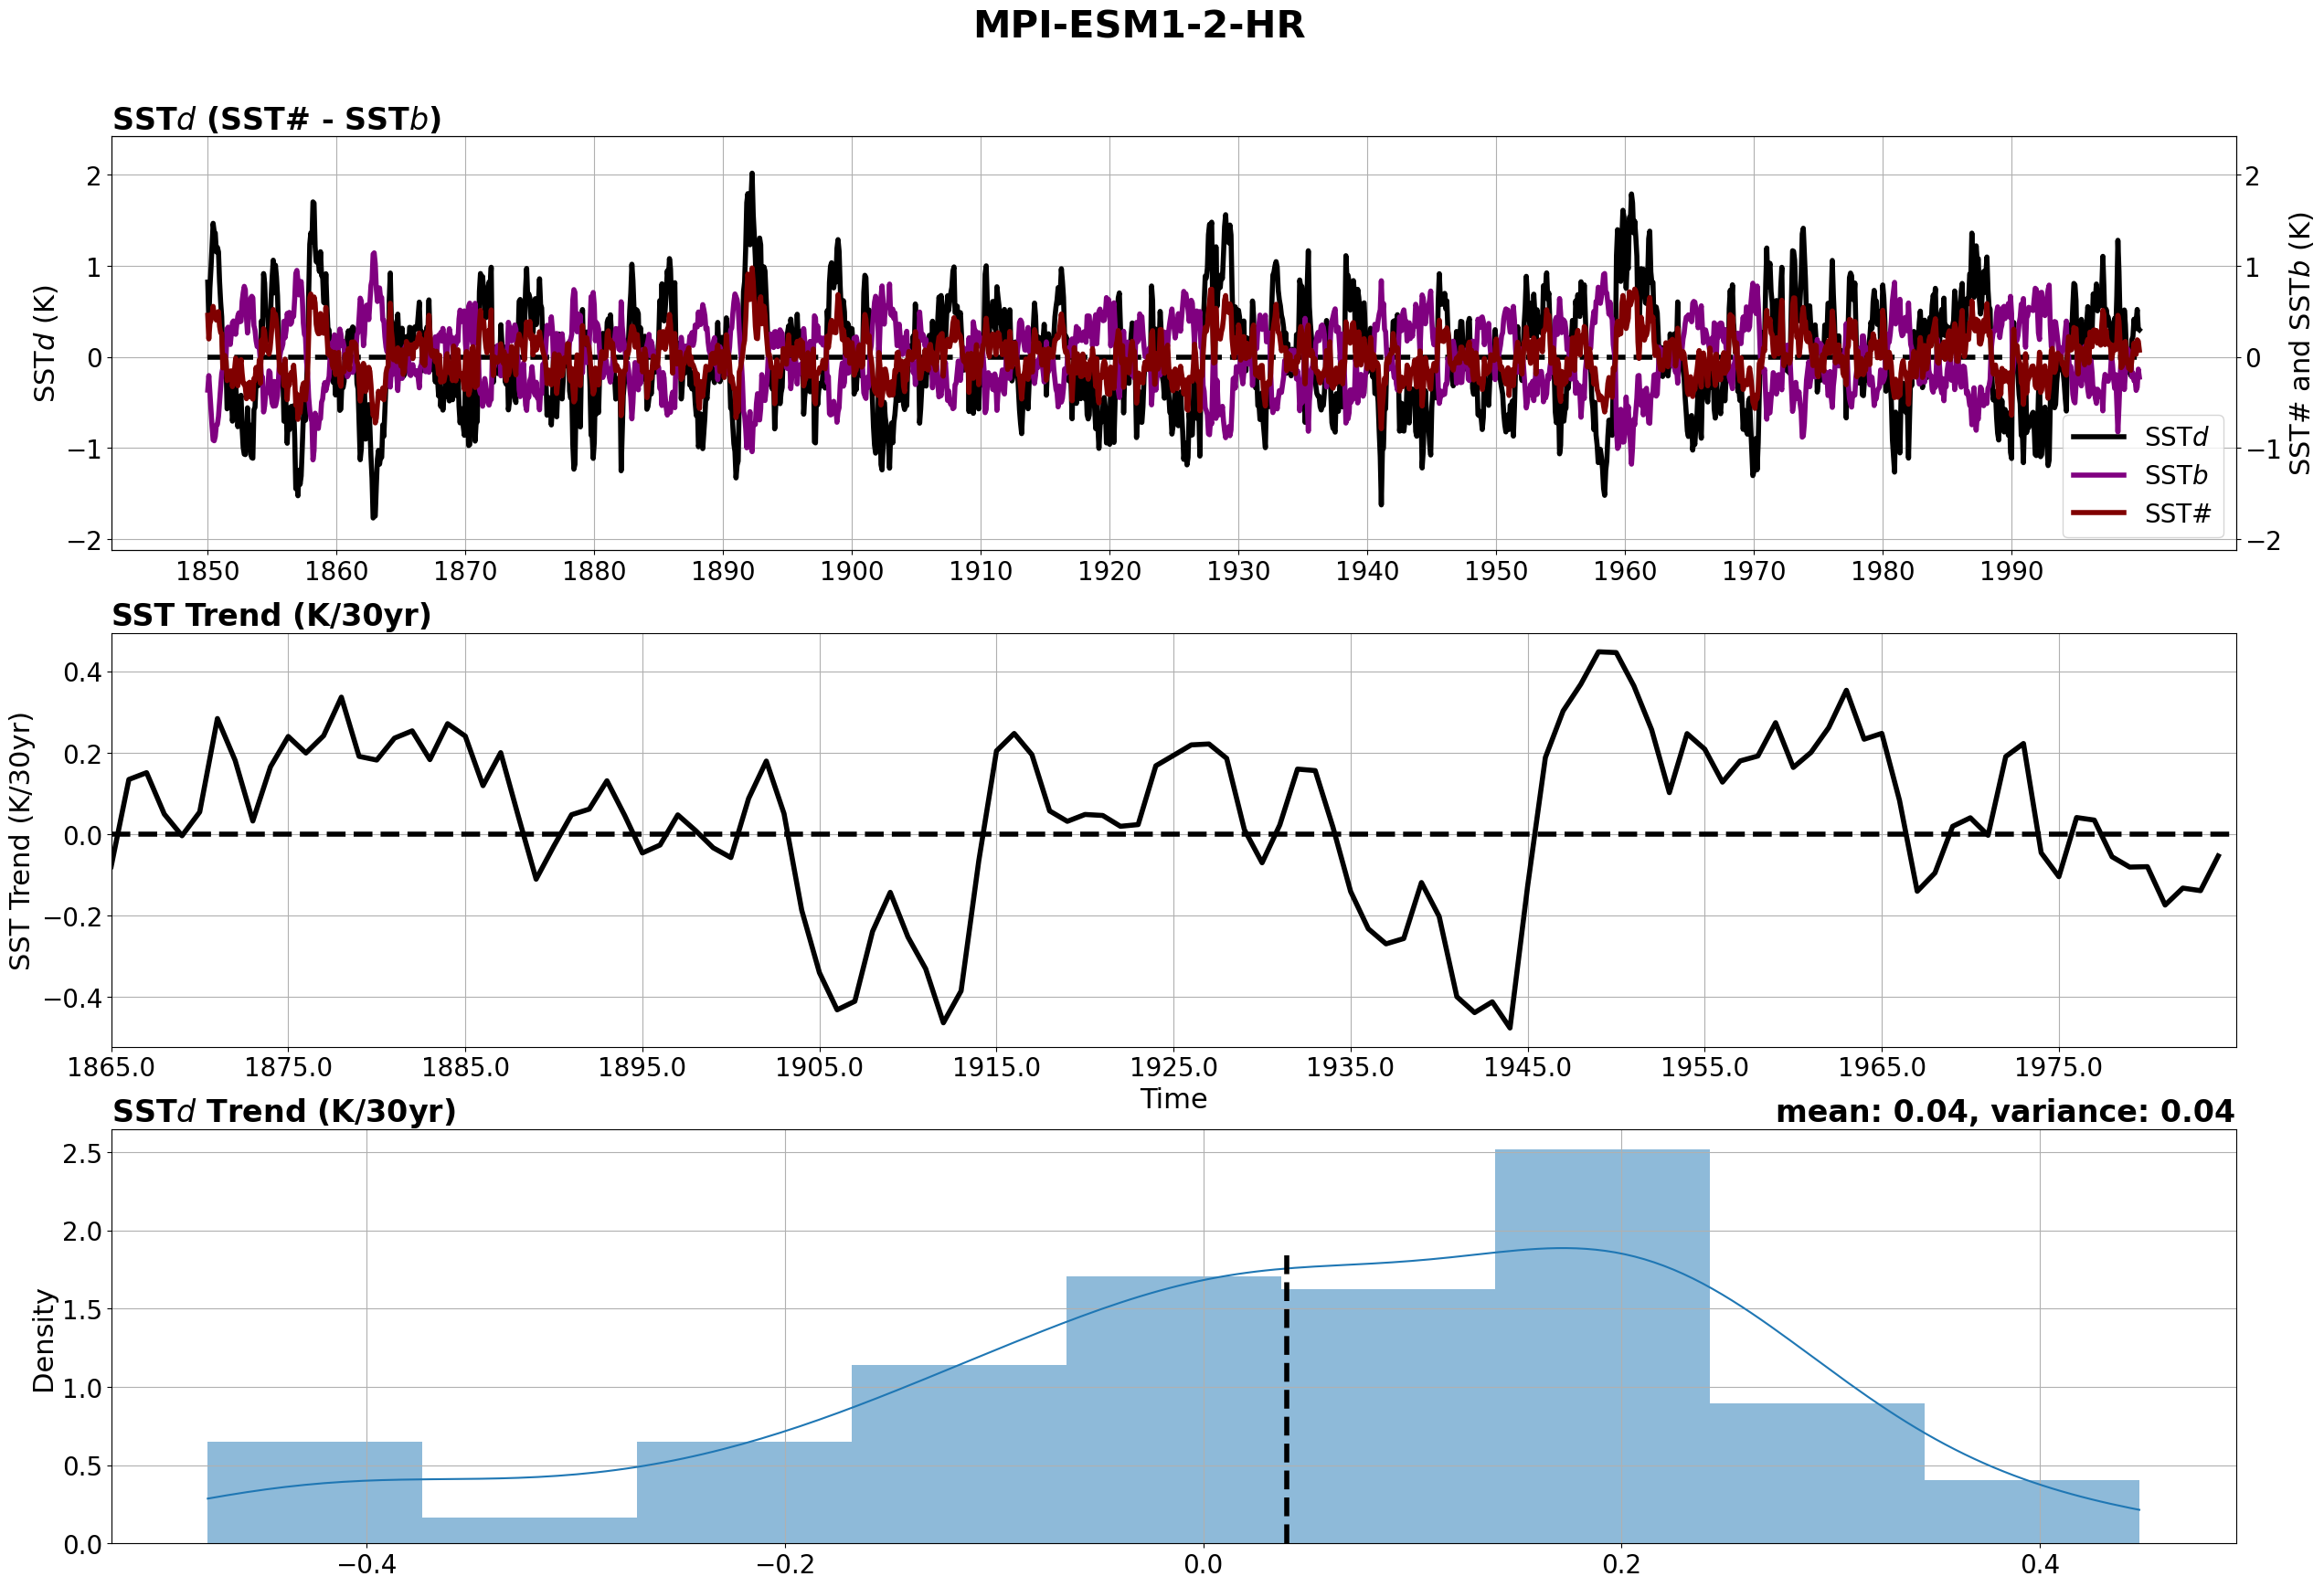 MPI-ESM1-2-HR
SSTd (SST# - SSTb)
2
1
0
−1
−2
SSTd (K)
2
1
0
−1
−2
SST# and SSTb (K)
SSTd
SSTb
SST#
1850 1860 1870 1880 1890 1900 1910 1920 1930 1940 1950 1960 1970 1980 1990
SST Trend (K/30yr)
0.4
0.2
0.0
−0.2
−0.4
SST Trend (K/30yr)
1865.0 1875.0 1885.0 1895.0 1905.0 1915.0 1925.0 1935.0 1945.0 1955.0 1965.0 1975.0
Time
SSTd Trend (K/30yr) mean: 0.04, variance: 0.04
2.5
2.0
1.5
1.0
0.5
0.0
Density
−0.4 −0.2 0.0 0.2 0.4